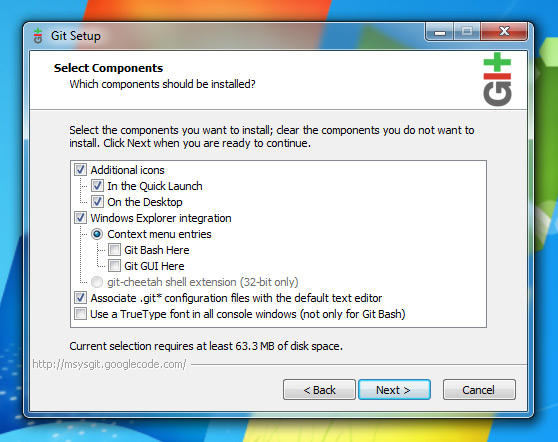 Git Setup
Select Components
Which components should be installed?
Git
Select the components you want to install; clear the components you do not want to
install. Click Next when you are ready to continue.
Additional icons
In the Quick Launch
On the Desktop
Windows Explorer integration
Context menu entries
Git Bash Here
Git GUI Here
git-cheetah shell extension (32-bit only)
Associate .git* configuration files with the default text editor
Use a TrueType font in all console windows (not only for Git Bash)
Current selection requires at least 63.3 MB of disk space.
http://msysgit.googlecode.com/
< Back
Next >
Cancel